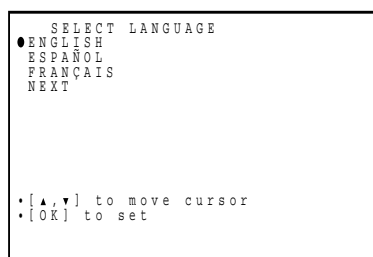 SELECT LANGUAGE
●ENGLISH
ESPAÑOL
FRANÇAIS
NEXT
•[▲,▼] to move cursor
•[OK] to set